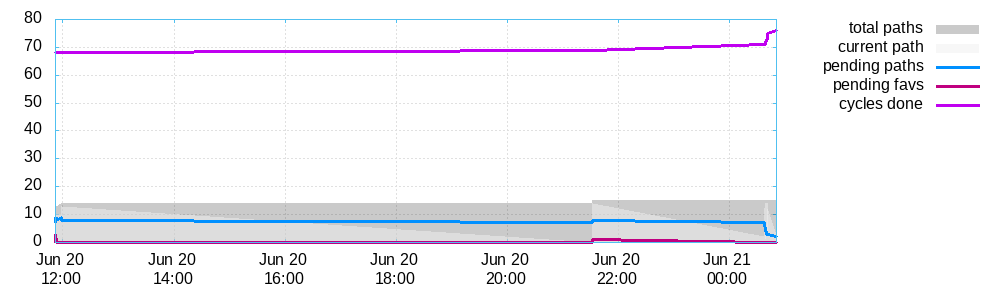 80
70
60
50
40
30
20
10
0
Jun 20 Jun 20 Jun 20 Jun 20 Jun 20 Jun 20 Jun 21
12:00 14:00 16:00 18:00 20:00 22:00 00:00
total paths
current path
pending paths
pending favs
cycles done